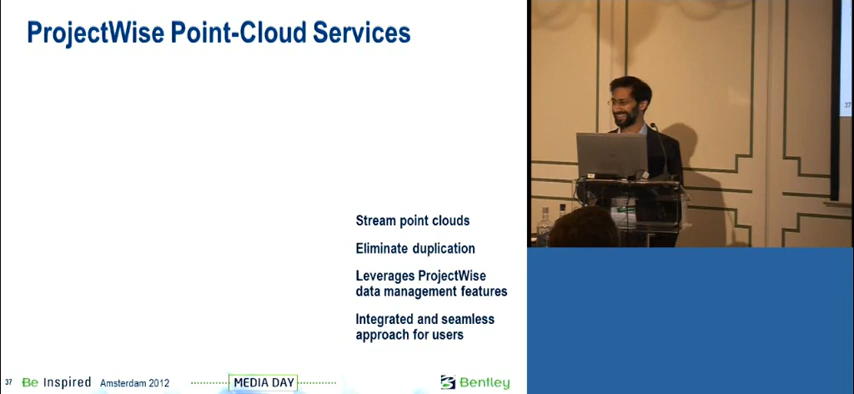 ProjectWise Point-Cloud Services
Stream point clouds
Eliminate duplication
Leverages ProjectWise
data management features
Integrated and seamless
approach for users
37 Be Inspired Amsterdam 2012 MEDIA DAY Bentley
37